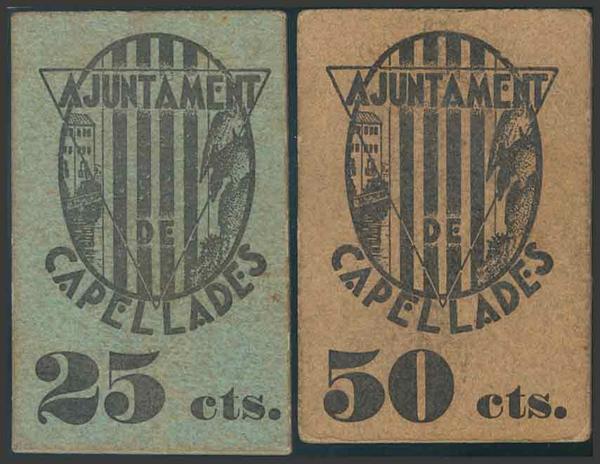 AJUNTAMENT
DE
CAPELLADES
25 cts.
AJUNTAMENT
DE
CAPELLADES
50 cts.